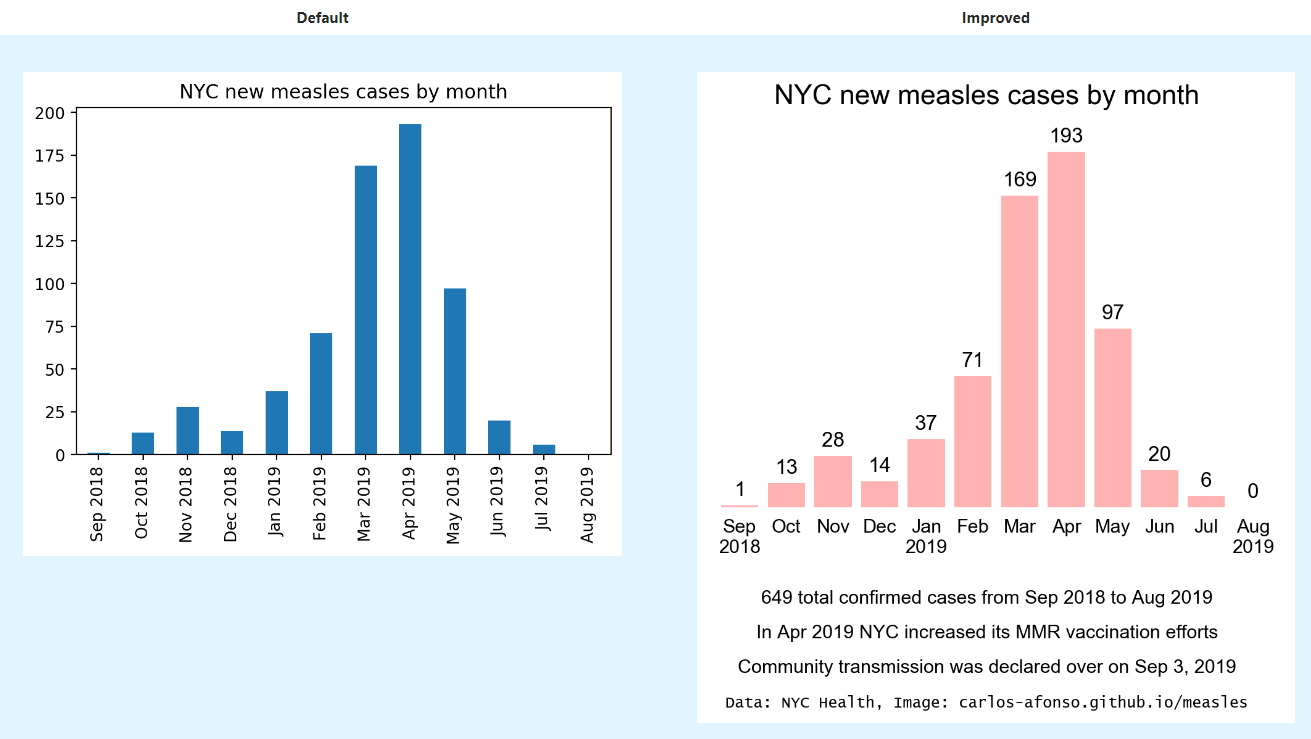 Default
Improved
NYC new measles cases by month
200
175
150
125
100
75
50
25
0
Sep 2018
Oct 2018
Nov 2018
Dec 2018
Jan 2019
Feb 2019
Mar 2019
Apr 2019
May 2019
Jun 2019
Jul 2019
Aug 2019
NYC new measles cases by month
1
13
28
14
37
71
169
193
97
20
6
0
Sep Oct Nov Dec Jan Feb Mar Apr May Jun Jul Aug
2018 2019 2019
649 total confirmed cases from Sep 2018 to Aug 2019
In Apr 2019 NYC increased its MMR vaccination efforts
Community transmission was declared over on Sep 3, 2019
Data: NYC Health, Image: carlos-afonso.github.io/measles